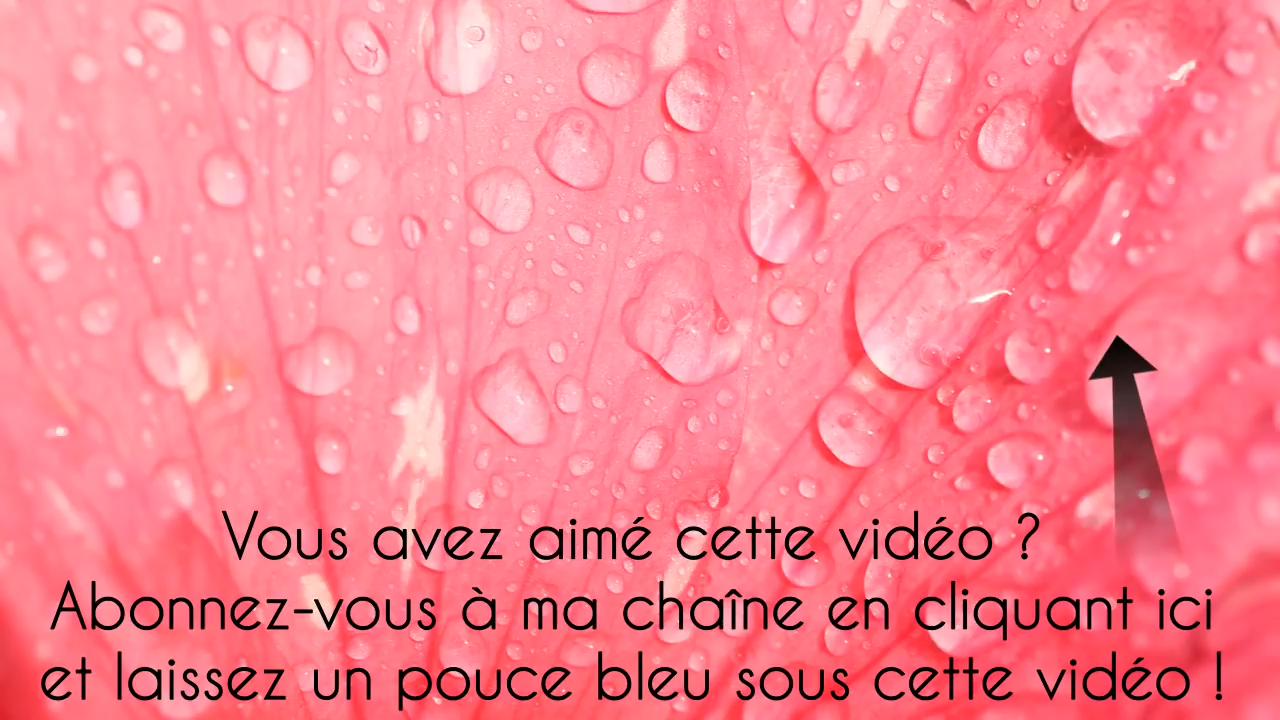 Vous avez aimé cette vidéo ?
Abonnez-vous à ma chaîne en cliquant ici
et laissez un pouce bleu sous cette vidéo !